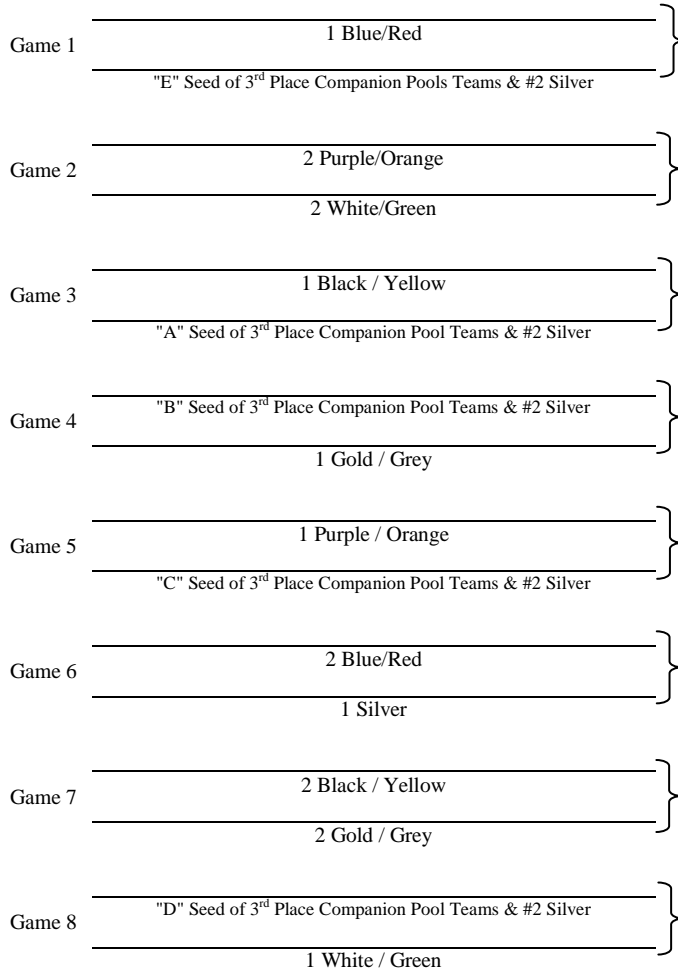 1 Blue/Red
Game 1
"E" Seed of 3rd Place Companion Pools Teams & #2 Silver
2 Purple/Orange
Game 2
2 White/Green
1 Black / Yellow
Game 3
"A" Seed of 3rd Place Companion Pool Teams & #2 Silver
"B" Seed of 3rd Place Companion Pool Teams & #2 Silver
Game 4
1 Gold / Grey
1 Purple / Orange
Game 5
"C" Seed of 3rd Place Companion Pool Teams & #2 Silver
2 Blue/Red
Game 6
1 Silver
2 Black / Yellow
Game 7
2 Gold / Grey
"D" Seed of 3rd Place Companion Pool Teams & #2 Silver
Game 8
1 White / Green